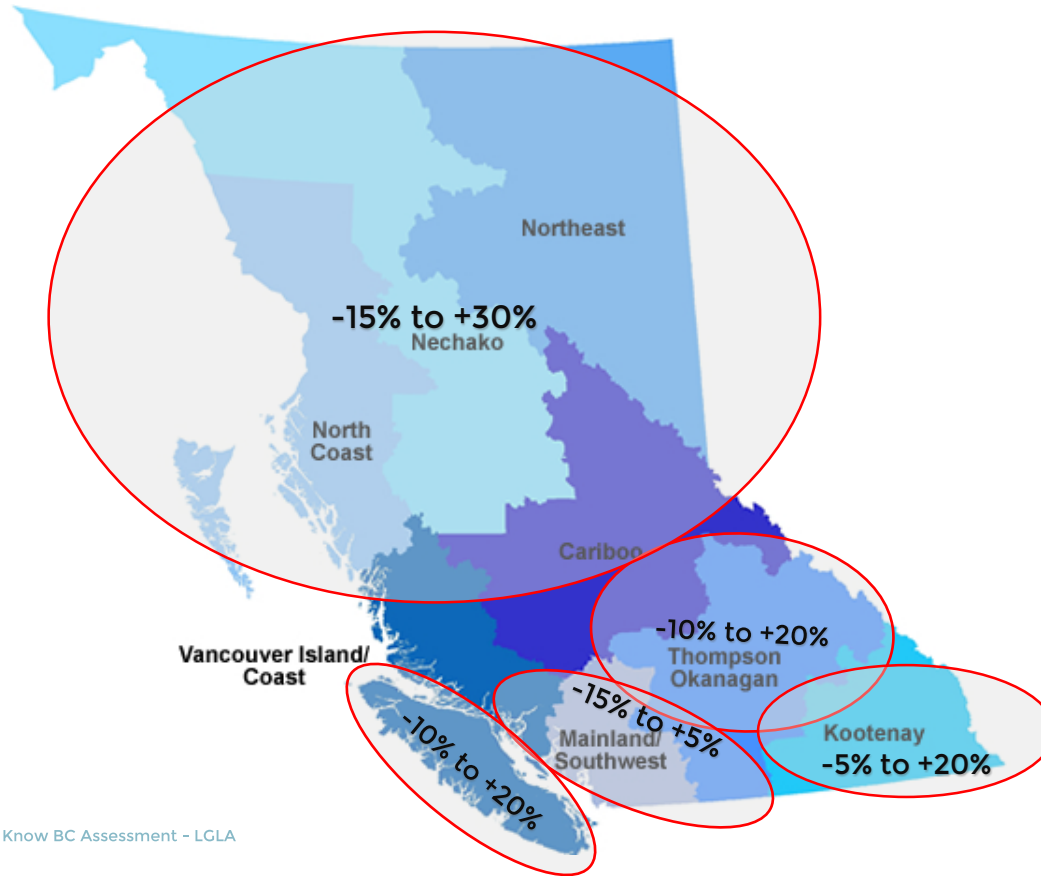 Northeast
-15% to +30%
Nechako
North
Coast
Cariboo
-10% to +20%
Thompson
Okanagan
Vancouver Island/
Coast
-15% to +5%
Mainland/
Southwest
Kootenay
-5% to +20%
-10% to +20%
Know BC Assessment - LGLA